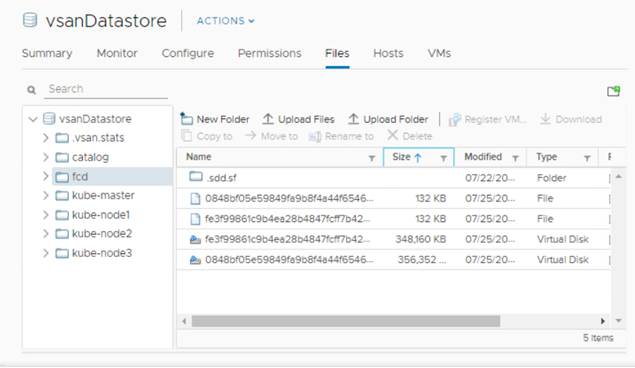 vsanDatastore ACTIONS
Summary Monitor Configure Permissions Files Hosts VMs
Search
vsanDatastore
.vsan.stats
catalog
fcd
kube-master
kube-node1
kube-node2
kube-node3
New Folder Upload Files Upload Folder Register VM... Download
Copy to Move to Rename to Delete
Name Size Modified Type
.sdd.sf 07/22/20... Folder
0848bf05e59849fa9b8f4a44f6546... 132 KB 07/25/20... File
fe3f99861c9b4ea28b4847fcff7b42... 132 KB 07/25/20... File
fe3f99861c9b4ea28b4847fcff7b42... 348,160 KB 07/25/20... Virtual Disk
0848bf05e59849fa9b8f4a44f6546... 356,352 ... 07/25/20... Virtual Disk
5 items